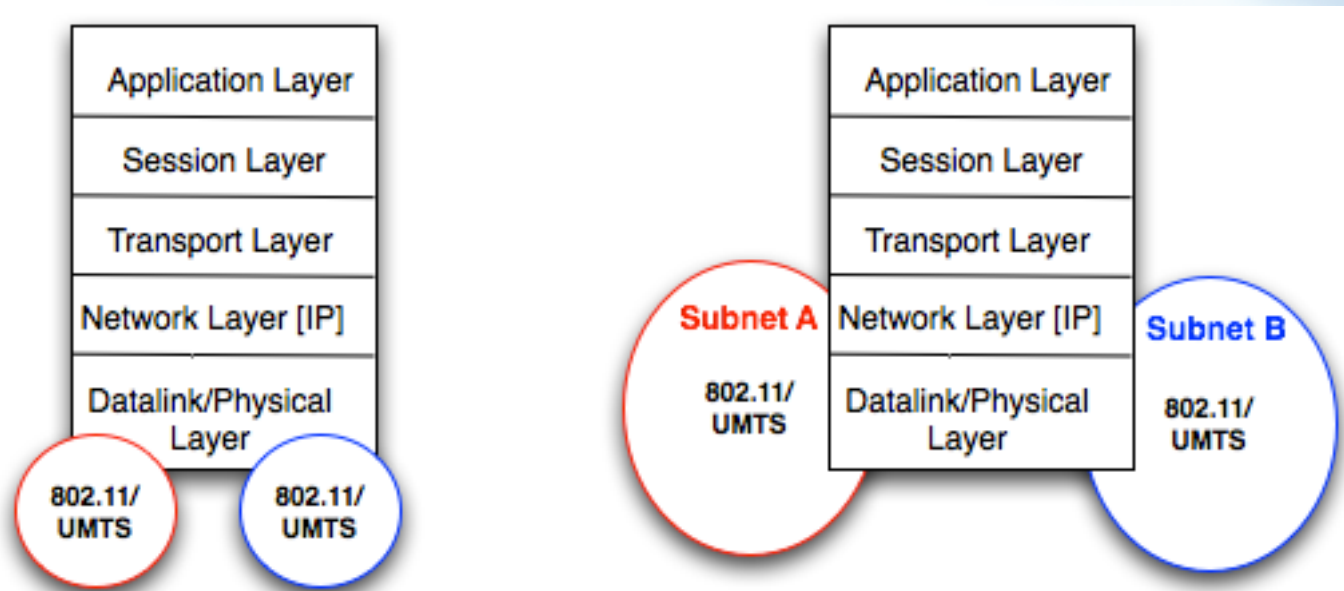 Application Layer
Session Layer
Transport Layer
Network Layer [IP]
Datalink/Physical
Layer
802.11/
UMTS
802.11/
UMTS
Application Layer
Session Layer
Transport Layer
Network Layer [IP]
Datalink/Physical
Layer
Subnet A
802.11/
UMTS
Subnet B
802.11/
UMTS